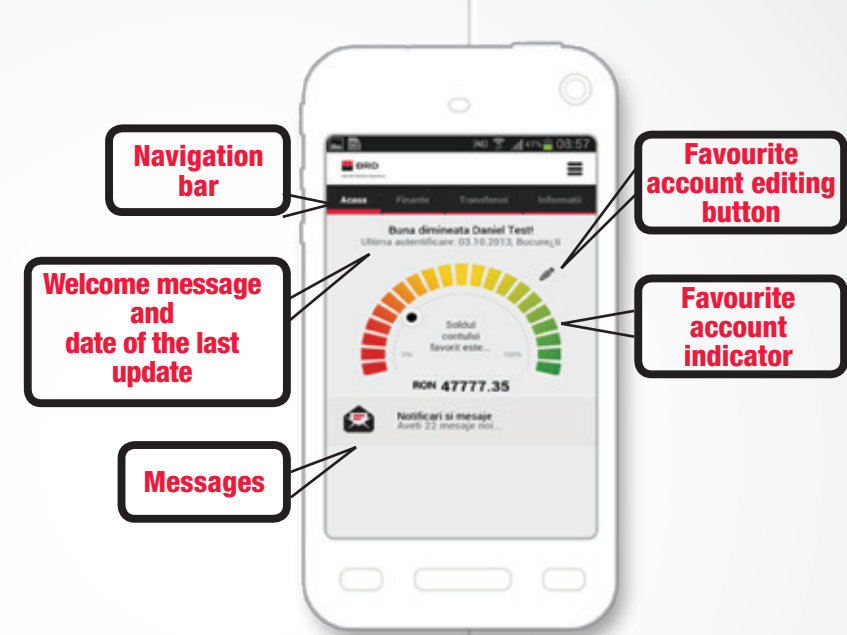 Navigation
bar
Welcome message
and
date of the last
update
Messages
47% 08:57
BRD
Acasa Finante Transferuri Informatii
Buna dimineata Daniel Test!
Ultima autentificare: 03.10.2013, Bucureşti
Soldul
contului
favorit este...
0% 100%
RON 47777.35
Notificari si mesaje
Aveti 22 mesaje noi...
Favourite
account editing
button
Favourite
account
indicator